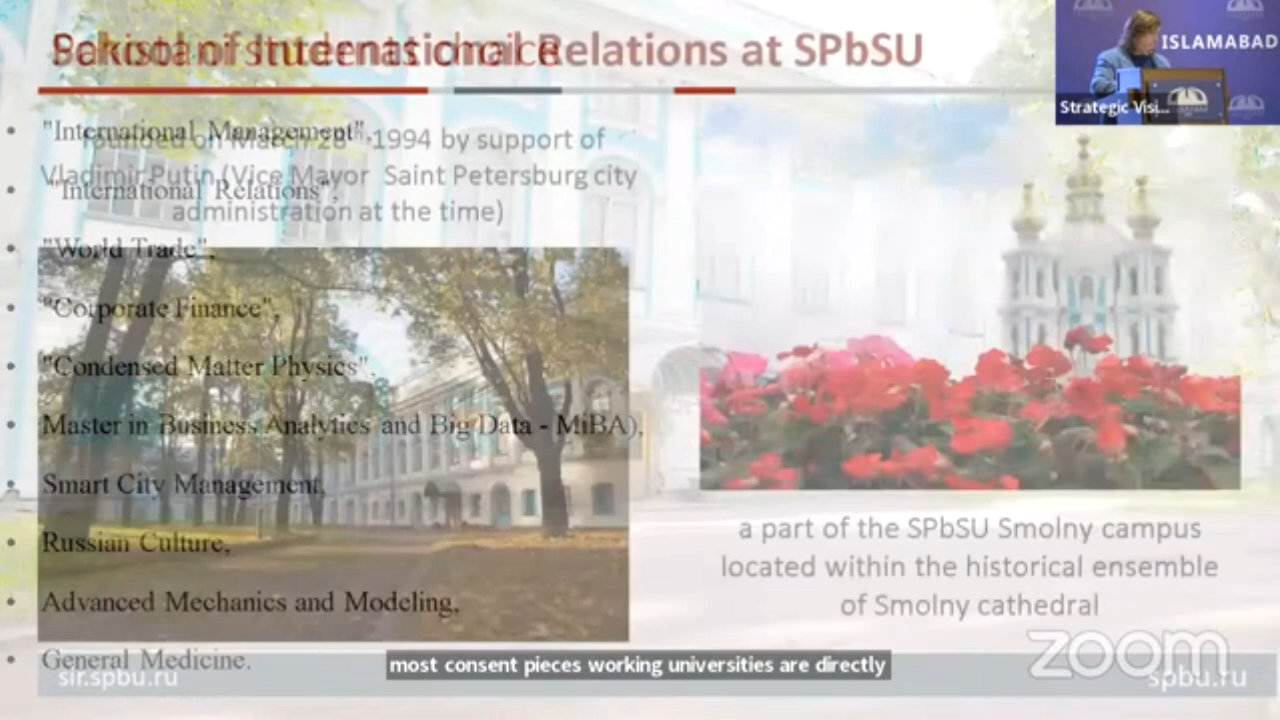 Pakistani students choice
School of International Relations at SPbSU
ISLAMABAD
Strategic Visi...
• "International Management",
• "International Relations",
• "World Trade",
• "Corporate Finance",
• "Condensed Matter Physics",
• Master in Business Analytics and Big Data - MiBA),
• Smart City Management,
• Russian Culture,
• Advanced Mechanics and Modeling,
• General Medicine.
founded on March 28 ,1994 by support of
Vladimir Putin (Vice Mayor Saint Petersburg city
administration at the time)
a part of the SPbSU Smolny campus
located within the historical ensemble
of Smolny cathedral
most consent pieces working universities are directly
zoom
sir.spbu.ru
spbu.ru